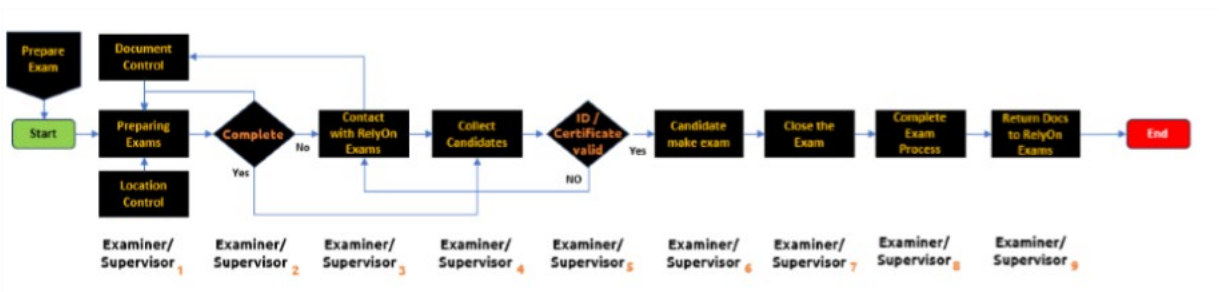 Prepare
Exam
Document
Control
Start
Preparing
Exams
Complete
No
Yes
Contact
with RelyOn
Exams
Collect
Candidates
ID /
Certificate
valid
Yes
NO
Candidate
make exam
Close the
Exam
Complete
Exam
Process
Return Docs
to RelyOn
Exams
End
Location
Control
Examiner/
Supervisor 1
Examiner/
Supervisor 2
Examiner/
Supervisor 3
Examiner/
Supervisor 4
Examiner/
Supervisor 5
Examiner/
Supervisor 6
Examiner/
Supervisor 7
Examiner/
Supervisor 8
Examiner/
Supervisor 9